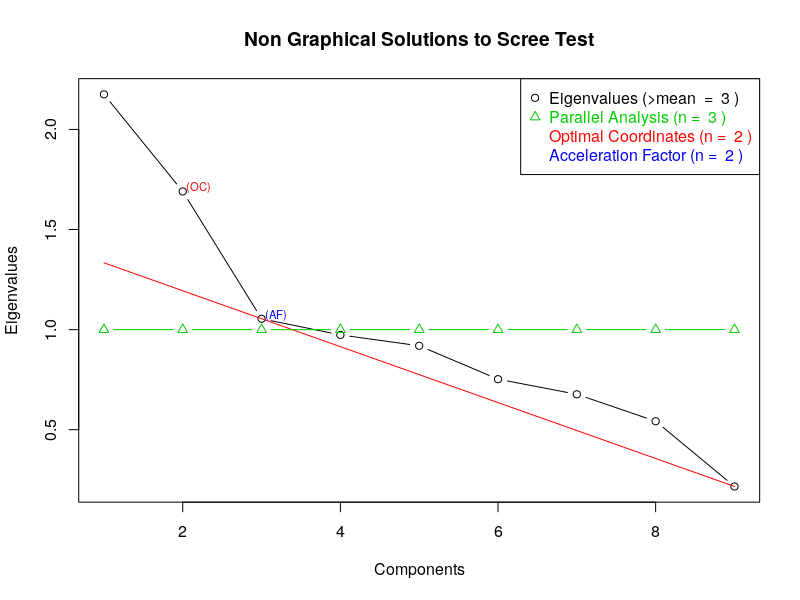 Non Graphical Solutions to Scree Test
Eigenvalues (>mean  =  3 )
Parallel Analysis (n =  3 )
Optimal Coordinates (n =  2 )
Acceleration Factor (n =  2 )
(OC)
(AF)
Eigenvalues
2.0
1.5
1.0
0.5
2 4 6 8
Components